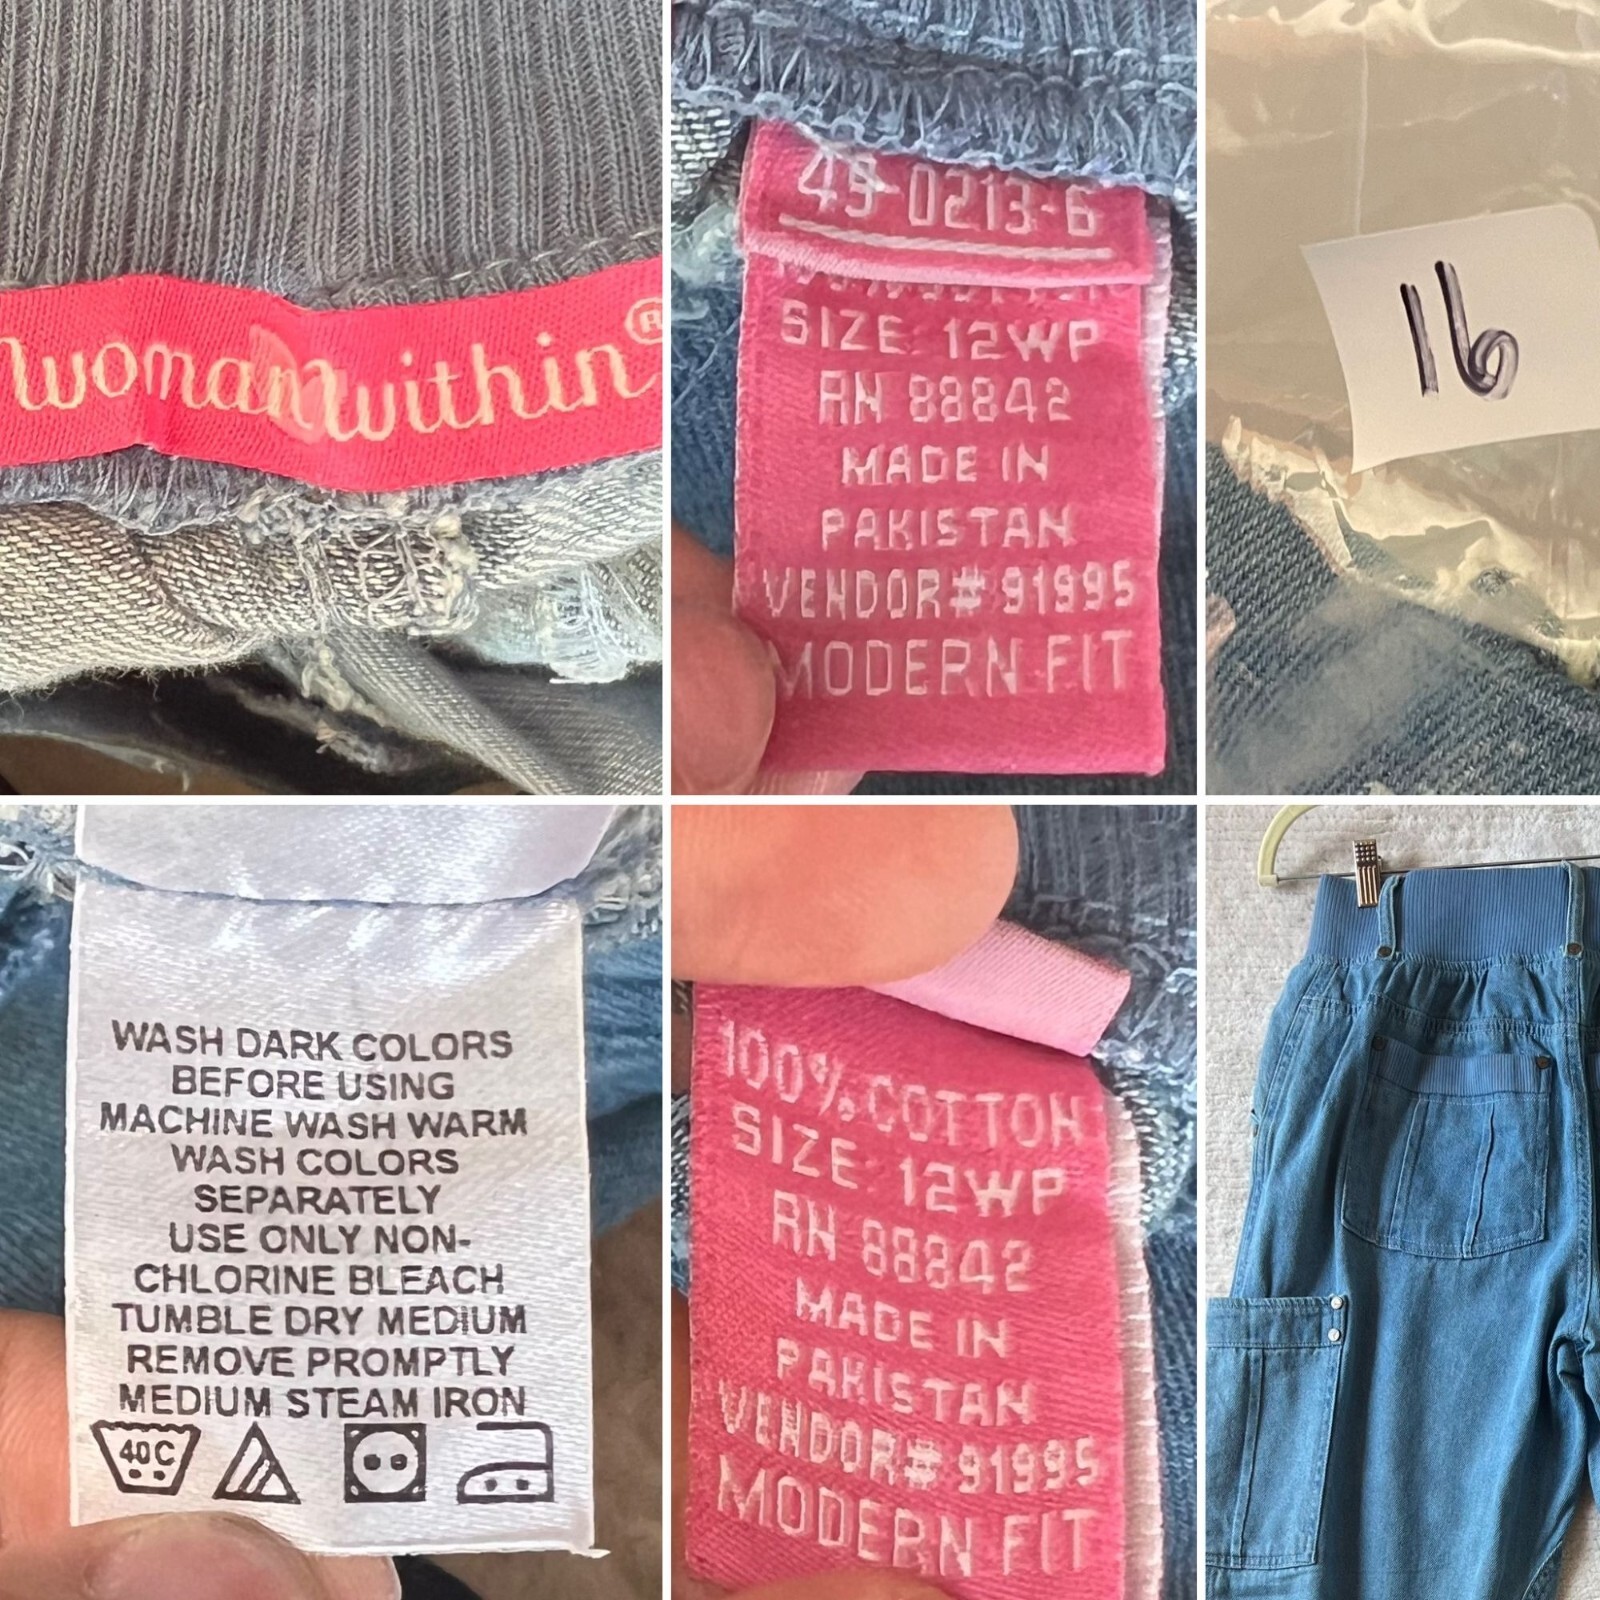 woman within®
49-0213-6
SIZE 12WP
RN 88842
MADE IN
PAKISTAN
VENDOR# 91995
MODERN FIT
16
WASH DARK COLORS
BEFORE USING
MACHINE WASH WARM
WASH COLORS
SEPARATELY
USE ONLY NON-
CHLORINE BLEACH
TUMBLE DRY MEDIUM
REMOVE PROMPTLY
MEDIUM STEAM IRON
40C
100% COTTON
SIZE 12WP
RN 88842
MADE IN
PAKISTAN
VENDOR# 91995
MODERN FIT